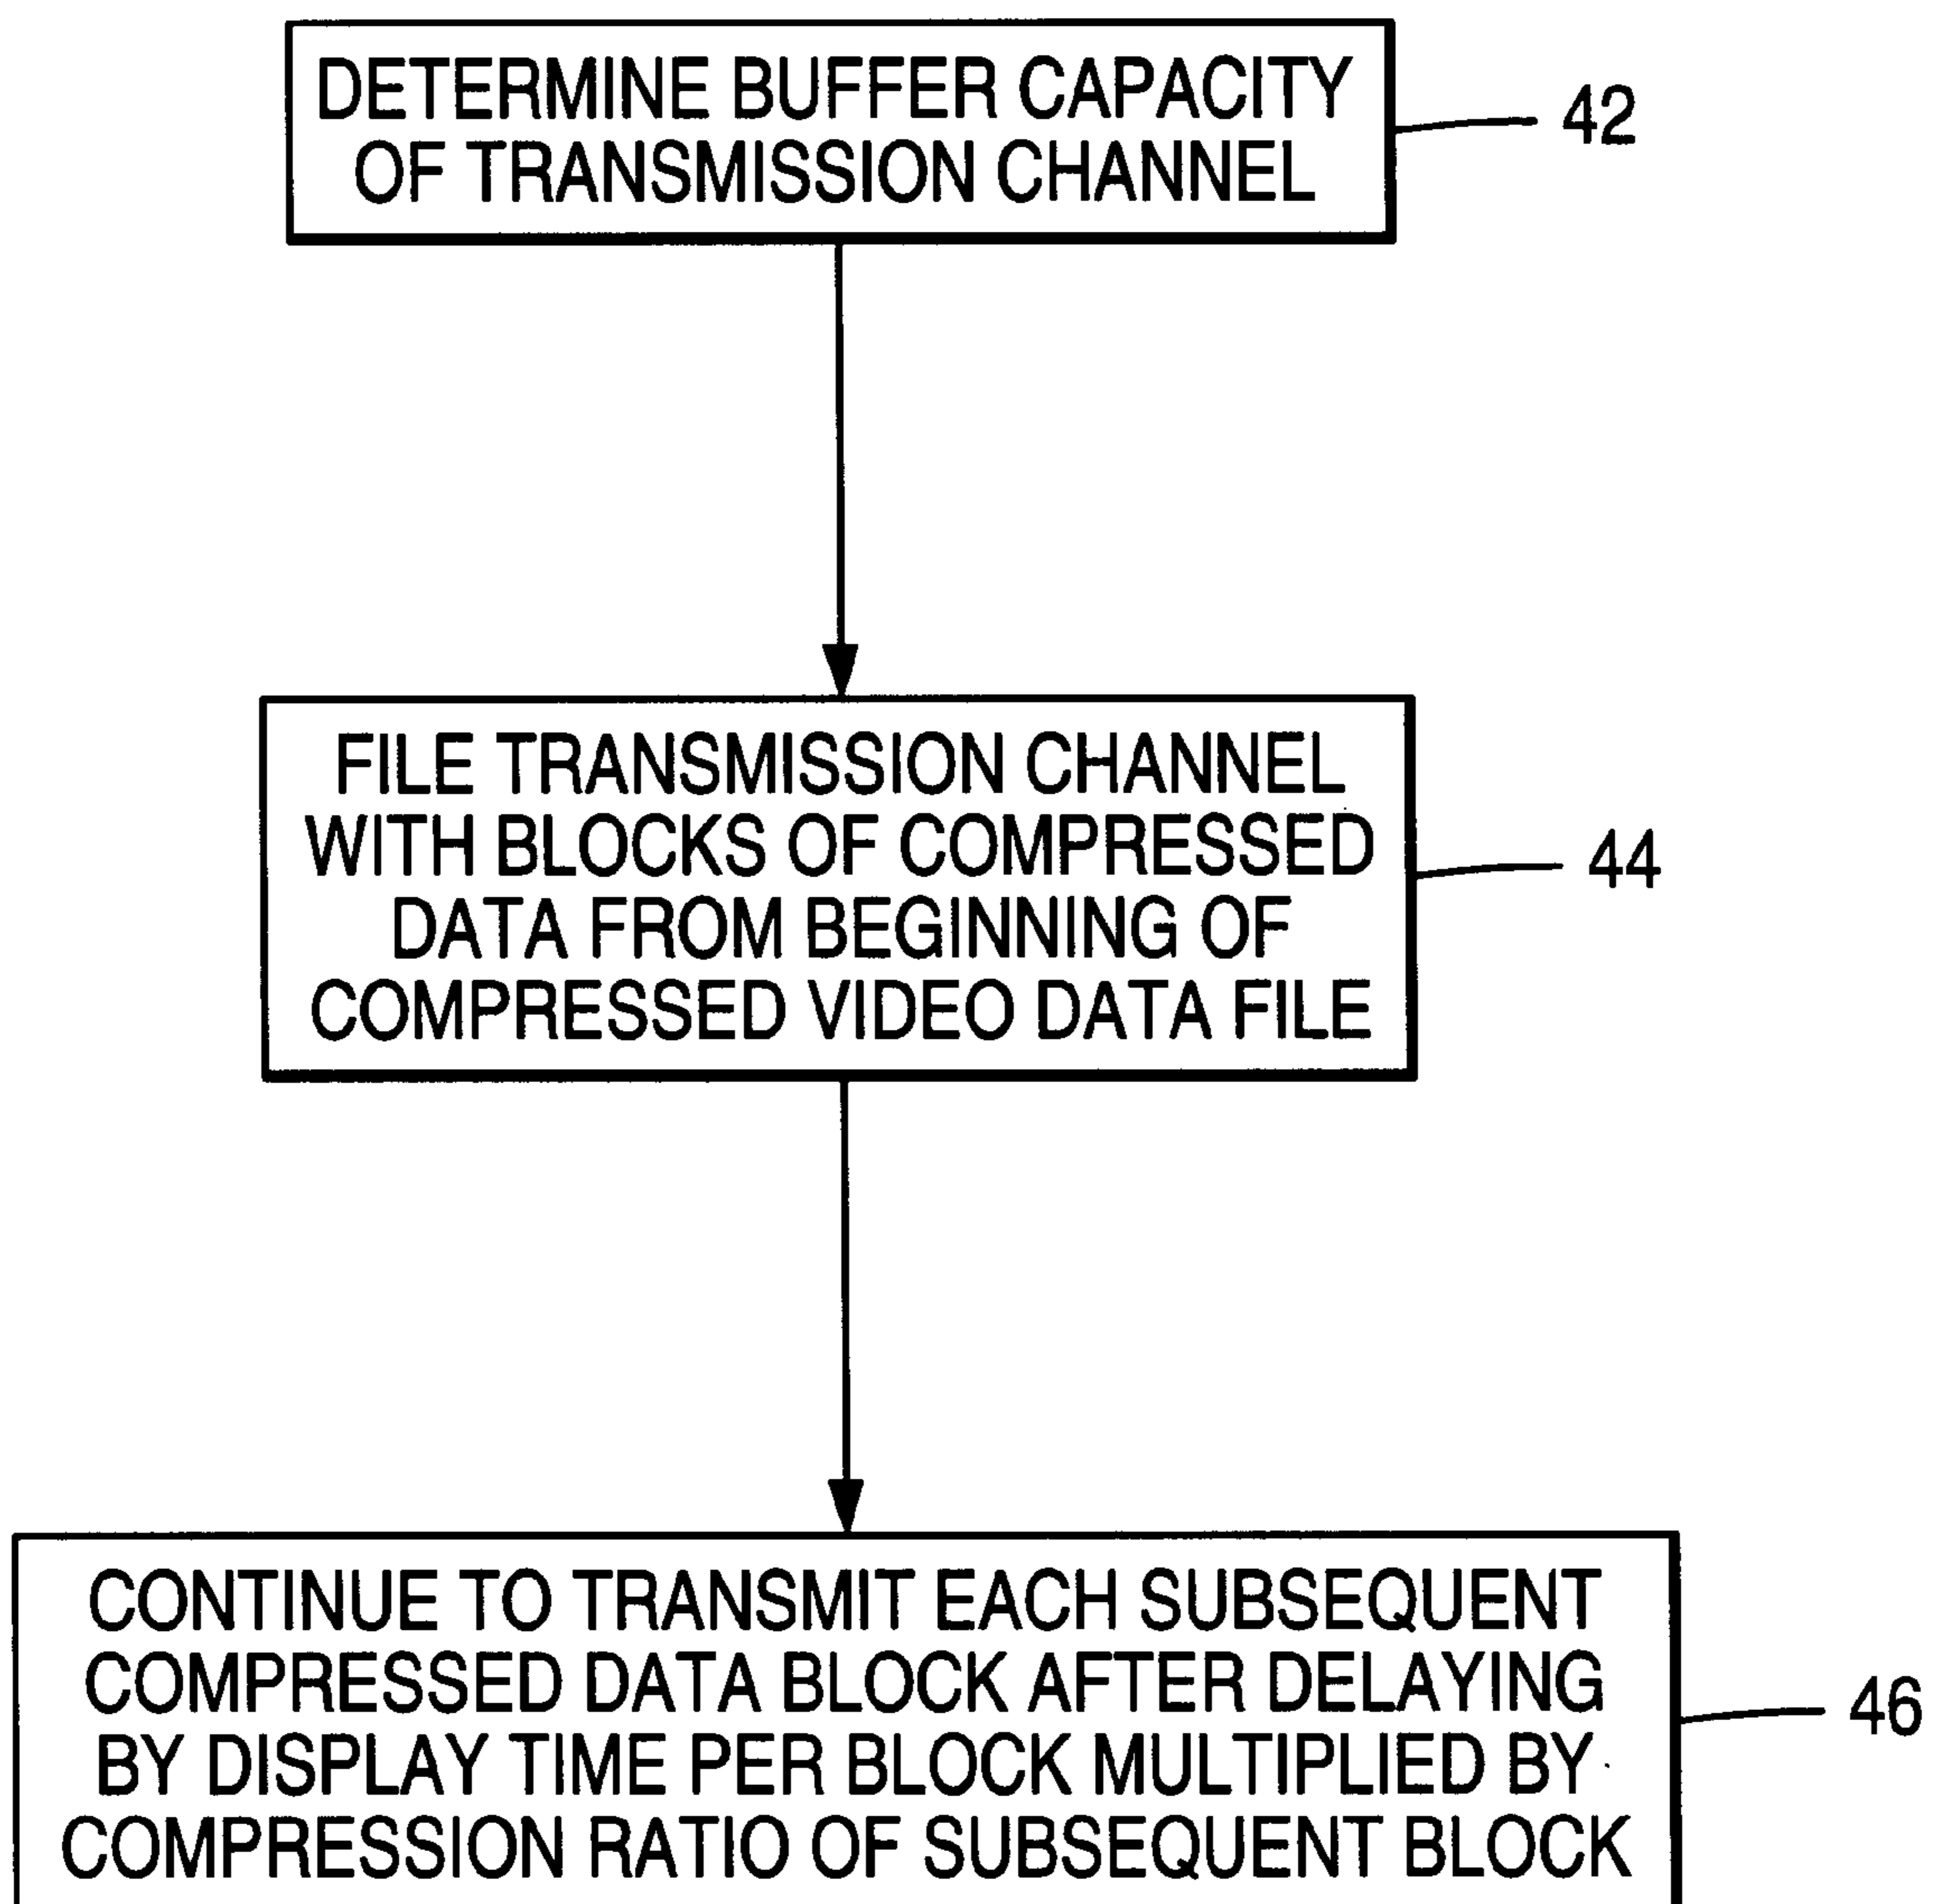 DETERMINE BUFFER CAPACITY
OF TRANSMISSION CHANNEL
42
FILE TRANSMISSION CHANNEL
WITH BLOCKS OF COMPRESSED
DATA FROM BEGINNING OF
COMPRESSED VIDEO DATA FILE
44
CONTINUE TO TRANSMIT EACH SUBSEQUENT
COMPRESSED DATA BLOCK AFTER DELAYING
BY DISPLAY TIME PER BLOCK MULTIPLIED BY
COMPRESSION RATIO OF SUBSEQUENT BLOCK
46